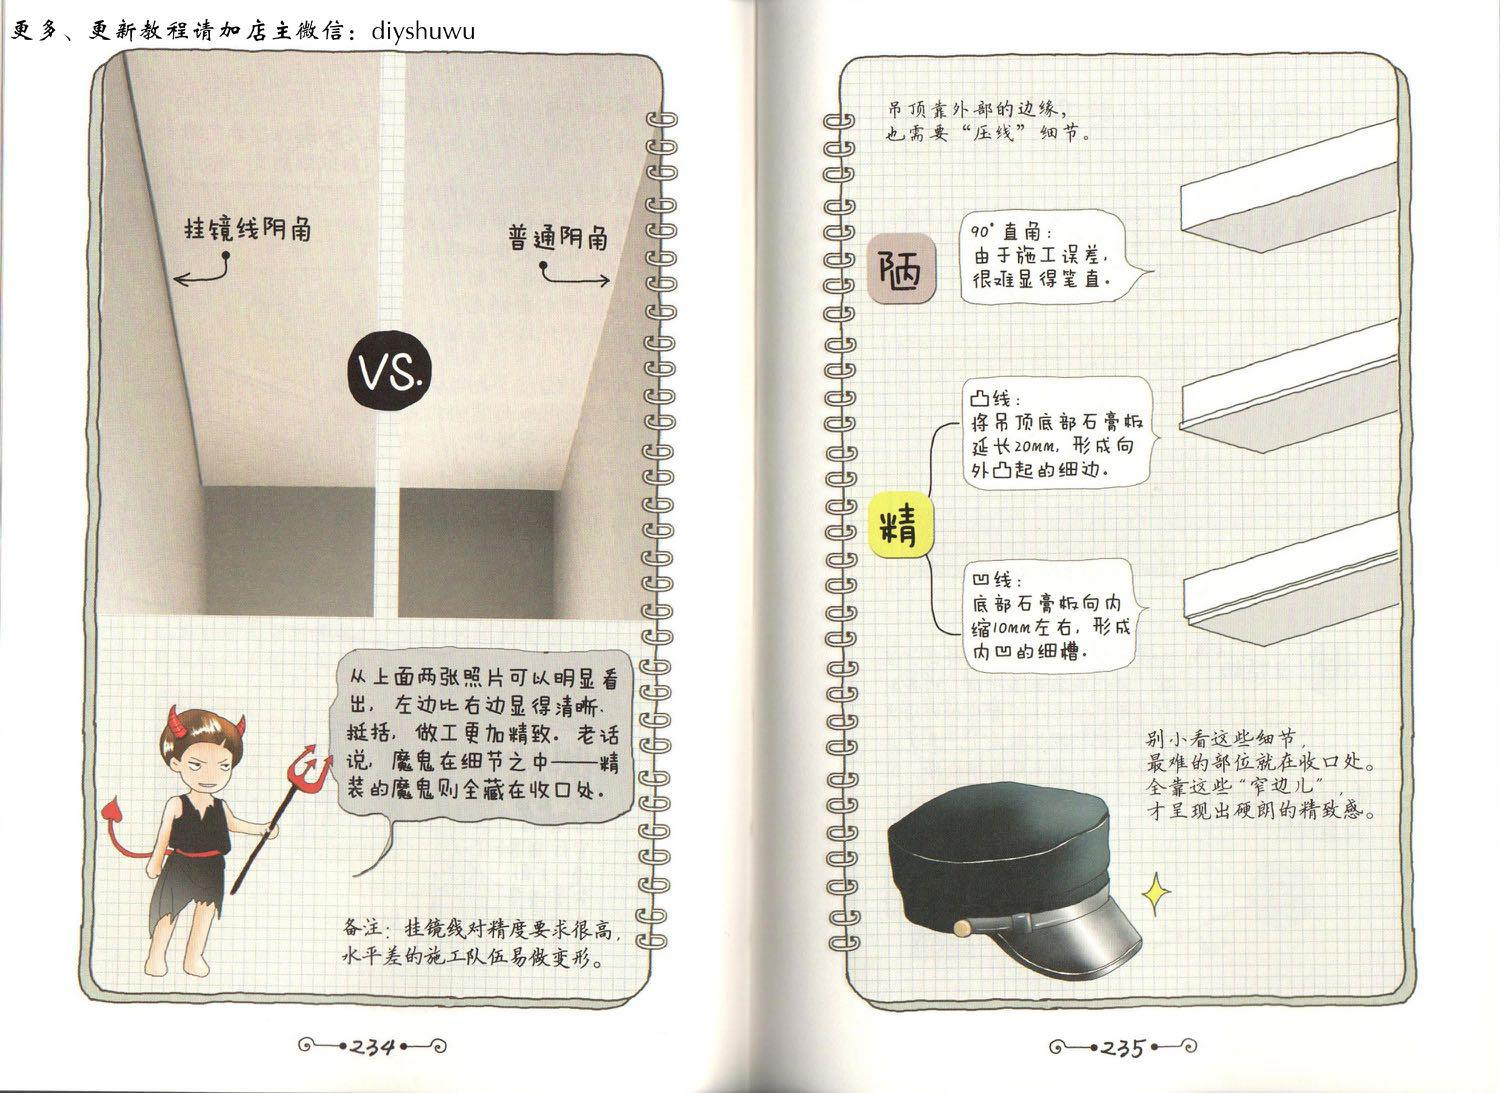 更多、更新教程请加店主微信：diyshuwu
挂镜线阴角
普通阴角
VS.
从上面两张照片可以明显看
出，左边比右边显得清晰、
挺括，做工更加精致。老话
说，魔鬼在细节之中——精
装的魔鬼则全藏在收口处。
备注：挂镜线对精度要求很高，
水平差的施工队伍易做变形。
234
吊顶靠外部的边缘，
也需要“压线”细节。
陋
90°直角：
由于施工误差，
很难显得笔直。
精
凸线：
将吊顶底部石膏板
延长20mm，形成向
外凸起的细边。
凹线：
底部石膏板向内
缩10mm左右，形成
内凹的细槽。
别小看这些细节，
最难的部位就在收口处。
全靠这些“窄边儿”，
才呈现出硬朗的精致感。
235